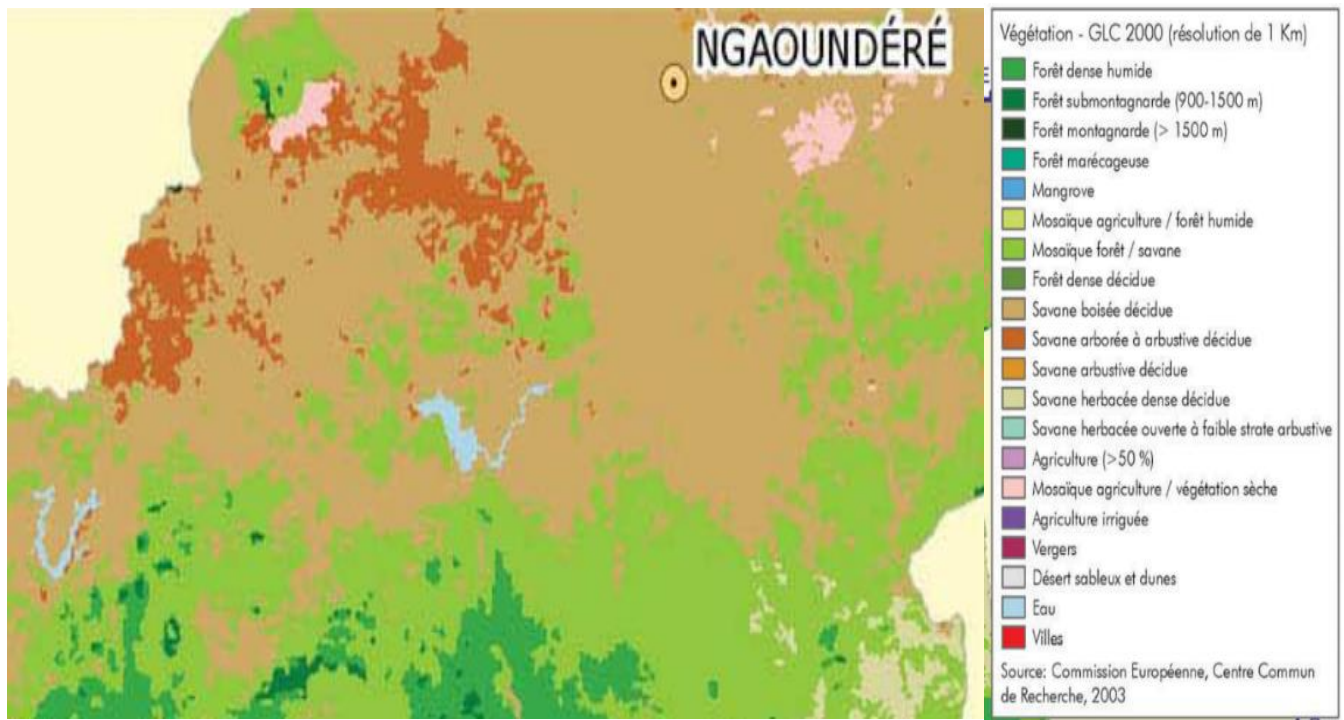 NGAOUNDÉRÉ
Végétation - GLC 2000 (résolution de 1 Km)
Forêt dense humide
Forêt submontagnarde (900-1500 m)
Forêt montagnarde (> 1500 m)
Forêt marécageuse
Mangrove
Mosaïque agriculture / forêt humide
Mosaïque forêt / savane
Forêt dense décidue
Savane boisée décidue
Savane arborée à arbustive décidue
Savane arbustive décidue
Savane herbacée dense décidue
Savane herbacée ouverte à faible strate arbustive
Agriculture (>50 %)
Mosaïque agriculture / végétation sèche
Agriculture irriguée
Vergers
Désert sableux et dunes
Eau
Villes
Source: Commission Européenne, Centre Commun
de Recherche, 2003